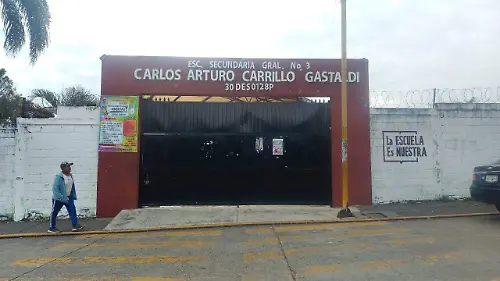 ESC. SECUNDARIA GRAL. No. 3
CARLOS ARTURO CARRILLO GASTALDI
30DES0128P
La
ESCUELA
Es NUESTRA